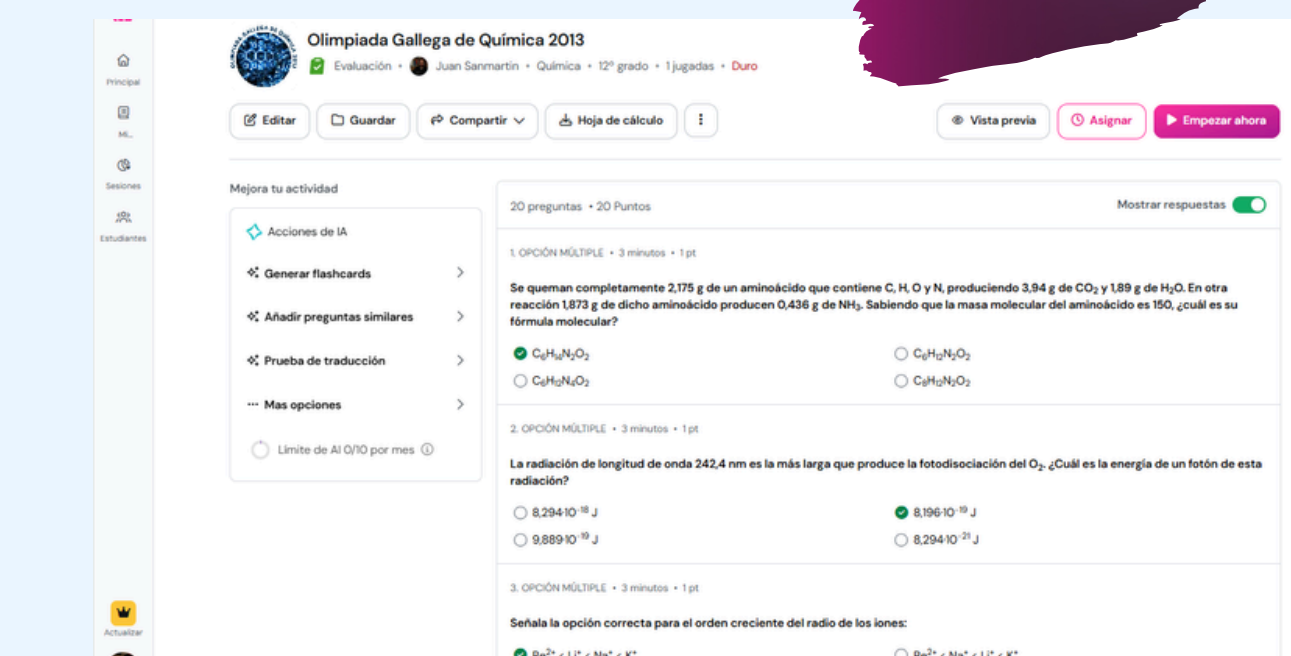 Olimpiada Gallega de Química 2013
Evaluación • Juan Sanmartin • Química • 12º grado • 1 jugadas • Duro
Principal
Editar
Guardar
Compartir
Hoja de cálculo
Vista previa
Asignar
Empezar ahora
Mi...
Sesiones
Estudiantes
Mejora tu actividad
Acciones de IA
Generar flashcards
Añadir preguntas similares
Prueba de traducción
Mas opciones
Límite de AI 0/10 por mes
20 preguntas • 20 Puntos
Mostrar respuestas
1. OPCIÓN MÚLTIPLE • 3 minutos • 1 pt
Se queman completamente 2,175 g de un aminoácido que contiene C, H, O y N, produciendo 3,94 g de CO₂ y 1,89 g de H₂O. En otra
reacción 1,873 g de dicho aminoácido producen 0,436 g de NH₃. Sabiendo que la masa molecular del aminoácido es 150, ¿cuál es su
fórmula molecular?
C₆H₁₄N₂O₂
C₆H₁₂N₂O₂
C₆H₁₂N₄O₂
C₈H₁₂N₂O₂
2. OPCIÓN MÚLTIPLE • 3 minutos • 1 pt
La radiación de longitud de onda 242,4 nm es la más larga que produce la fotodisociación del O₂. ¿Cuál es la energía de un fotón de esta
radiación?
8,294·10⁻¹⁸ J
8,196·10⁻¹⁹ J
9,889·10⁻¹⁹ J
8,294·10⁻²¹ J
3. OPCIÓN MÚLTIPLE • 3 minutos • 1 pt
Señala la opción correcta para el orden creciente del radio de los iones:
Be²⁺ < Li⁺ < Na⁺ < K⁺
Be²⁺ < Na⁺ < Li⁺ < K⁺
Actualizar